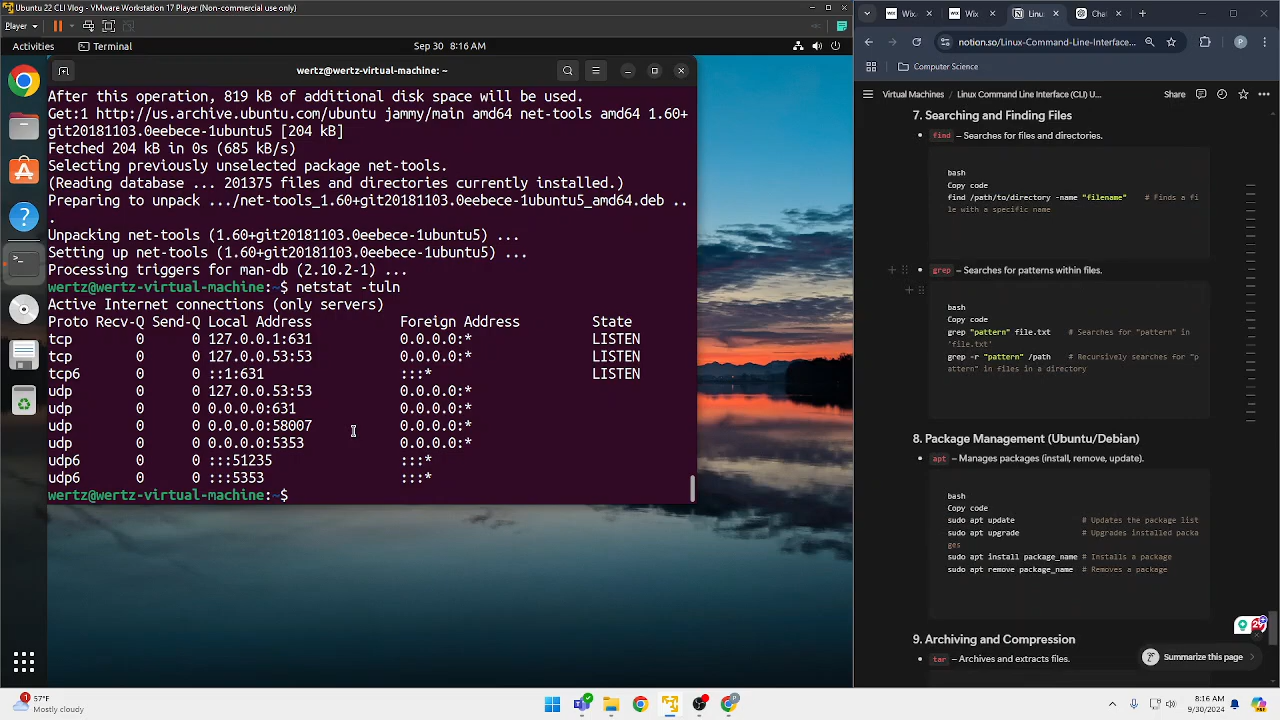 Ubuntu 22 CLI Vlog - VMware Workstation 17 Player (Non-commercial use only)
Player
Activities
Terminal
Sep 30 8:16 AM
wertz@wertz-virtual-machine: ~
After this operation, 819 kB of additional disk space will be used.
Get:1 http://us.archive.ubuntu.com/ubuntu jammy/main amd64 net-tools amd64 1.60+
git20181103.0eebece-1ubuntu5 [204 kB]
Fetched 204 kB in 0s (685 kB/s)
Selecting previously unselected package net-tools.
(Reading database ... 201375 files and directories currently installed.)
Preparing to unpack .../net-tools_1.60+git20181103.0eebece-1ubuntu5_amd64.deb ..
.
Unpacking net-tools (1.60+git20181103.0eebece-1ubuntu5) ...
Setting up net-tools (1.60+git20181103.0eebece-1ubuntu5) ...
Processing triggers for man-db (2.10.2-1) ...
wertz@wertz-virtual-machine:~$ netstat -tuln
Active Internet connections (only servers)
Proto Recv-Q Send-Q Local Address           Foreign Address         State
tcp        0      0 127.0.0.1:631           0.0.0.0:*               LISTEN
tcp        0      0 127.0.0.53:53           0.0.0.0:*               LISTEN
tcp6       0      0 ::1:631                 :::*                    LISTEN
udp        0      0 127.0.0.53:53           0.0.0.0:*
udp        0      0 0.0.0.0:631             0.0.0.0:*
udp        0      0 0.0.0.0:58007           0.0.0.0:*
udp        0      0 0.0.0.0:5353            0.0.0.0:*
udp6       0      0 :::51235                :::*
udp6       0      0 :::5353                 :::*
wertz@wertz-virtual-machine:~$
57°F
Mostly cloudy
Wix
Wix
Linu
Chat
notion.so/Linux-Command-Line-Interface...
P
Computer Science
Virtual Machines / Linux Command Line Interface (CLI) U...
Share
7. Searching and Finding Files
find – Searches for files and directories.
bash
Copy code
find /path/to/directory -name "filename"   # Finds a fi
le with a specific name
grep – Searches for patterns within files.
bash
Copy code
grep "pattern" file.txt   # Searches for "pattern" in
'file.txt'
grep -r "pattern" /path   # Recursively searches for "p
attern" in files in a directory
8. Package Management (Ubuntu/Debian)
apt – Manages packages (install, remove, update).
bash
Copy code
sudo apt update   # Updates the package list
sudo apt upgrade   # Upgrades installed packa
ges
sudo apt install package_name # Installs a package
sudo apt remove package_name  # Removes a package
9. Archiving and Compression
tar – Archives and extracts files.
Summarize this page
8:16 AM
9/30/2024